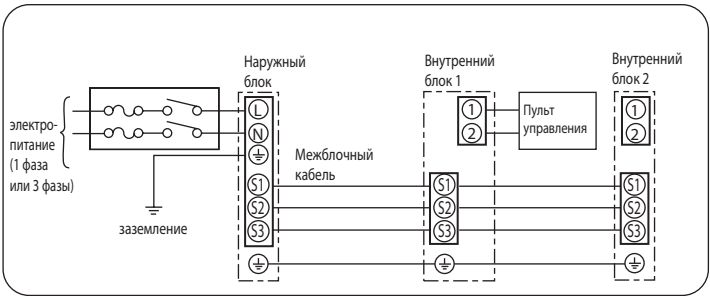 Наружный
блок
Внутренний
блок 1
Внутренний
блок 2
электро-
питание
(1 фаза
или 3 фазы)
L
N
заземление
Межблочный
кабель
S1
S2
S3
1
2
Пульт
управления
S1
S2
S3
1
2
S1
S2
S3